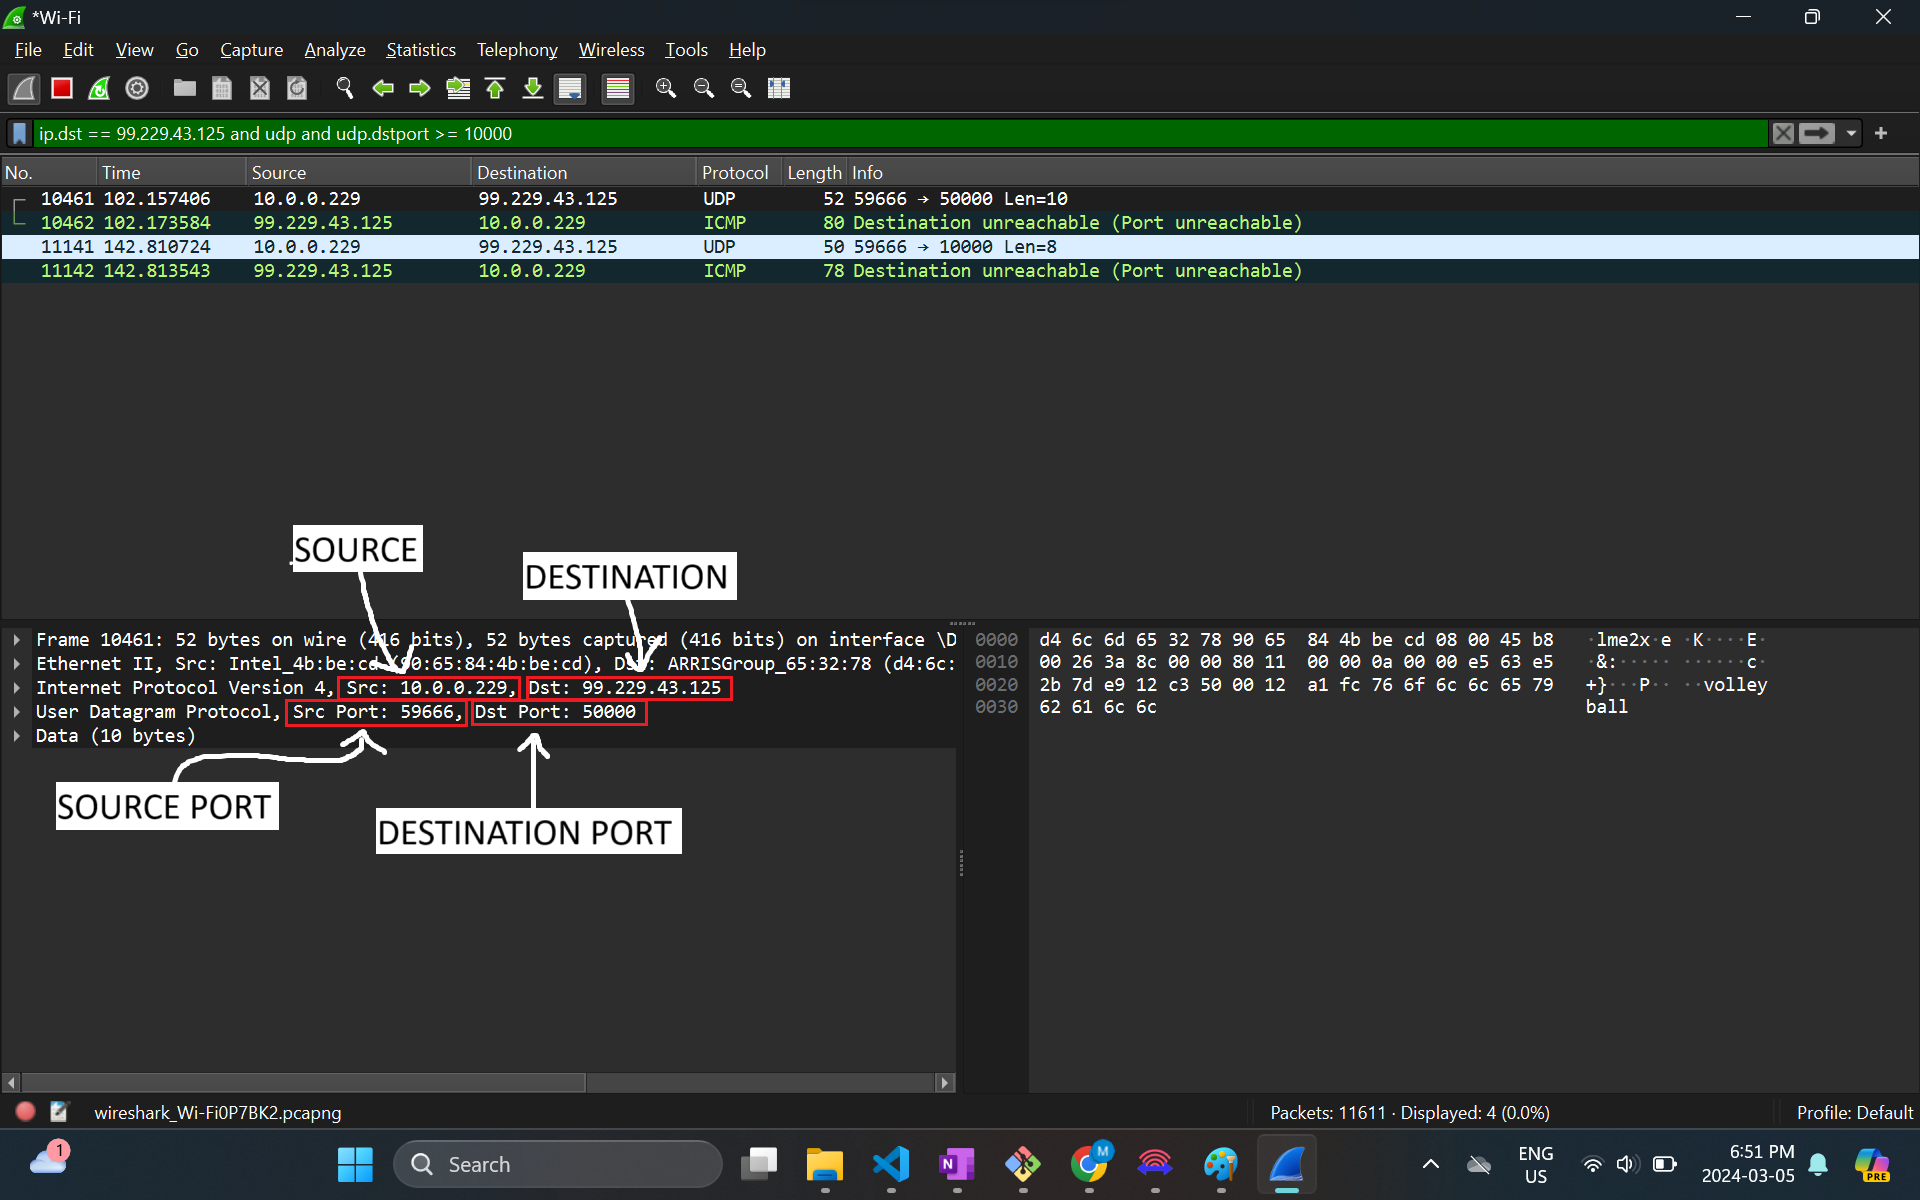 *Wi-Fi
File Edit View Go Capture Analyze Statistics Telephony Wireless Tools Help
ip.dst == 99.229.43.125 and udp and udp.dstport >= 10000
No. Time Source Destination Protocol Length Info
10461 102.157406 10.0.0.229 99.229.43.125 UDP 52 59666 → 50000 Len=10
10462 102.173584 99.229.43.125 10.0.0.229 ICMP 80 Destination unreachable (Port unreachable)
11141 142.810724 10.0.0.229 99.229.43.125 UDP 50 59666 → 10000 Len=8
11142 142.813543 99.229.43.125 10.0.0.229 ICMP 78 Destination unreachable (Port unreachable)
SOURCE
DESTINATION
Frame 10461: 52 bytes on wire (416 bits), 52 bytes captured (416 bits) on interface \D
Ethernet II, Src: Intel_4b:be:cd (90:65:84:4b:be:cd), Dst: ARRISGroup_65:32:78 (d4:6c:
Internet Protocol Version 4, Src: 10.0.0.229, Dst: 99.229.43.125
User Datagram Protocol, Src Port: 59666, Dst Port: 50000
Data (10 bytes)
SOURCE PORT
DESTINATION PORT
0000 d4 6c 6d 65 32 78 90 65 84 4b be cd 08 00 45 b8 ·lme2x·e ·K····E·
0010 00 26 3a 8c 00 00 80 11 00 00 0a 00 00 e5 63 e5 ·&:····· ······c·
0020 2b 7d e9 12 c3 50 00 12 a1 fc 76 6f 6c 6c 65 79 +}···P·· ··volley
0030 62 61 6c 6c ball
wireshark_Wi-Fi0P7BK2.pcapng
Packets: 11611 · Displayed: 4 (0.0%)
Profile: Default
1
Search
N
M
ENG
US
6:51 PM
2024-03-05
PRE